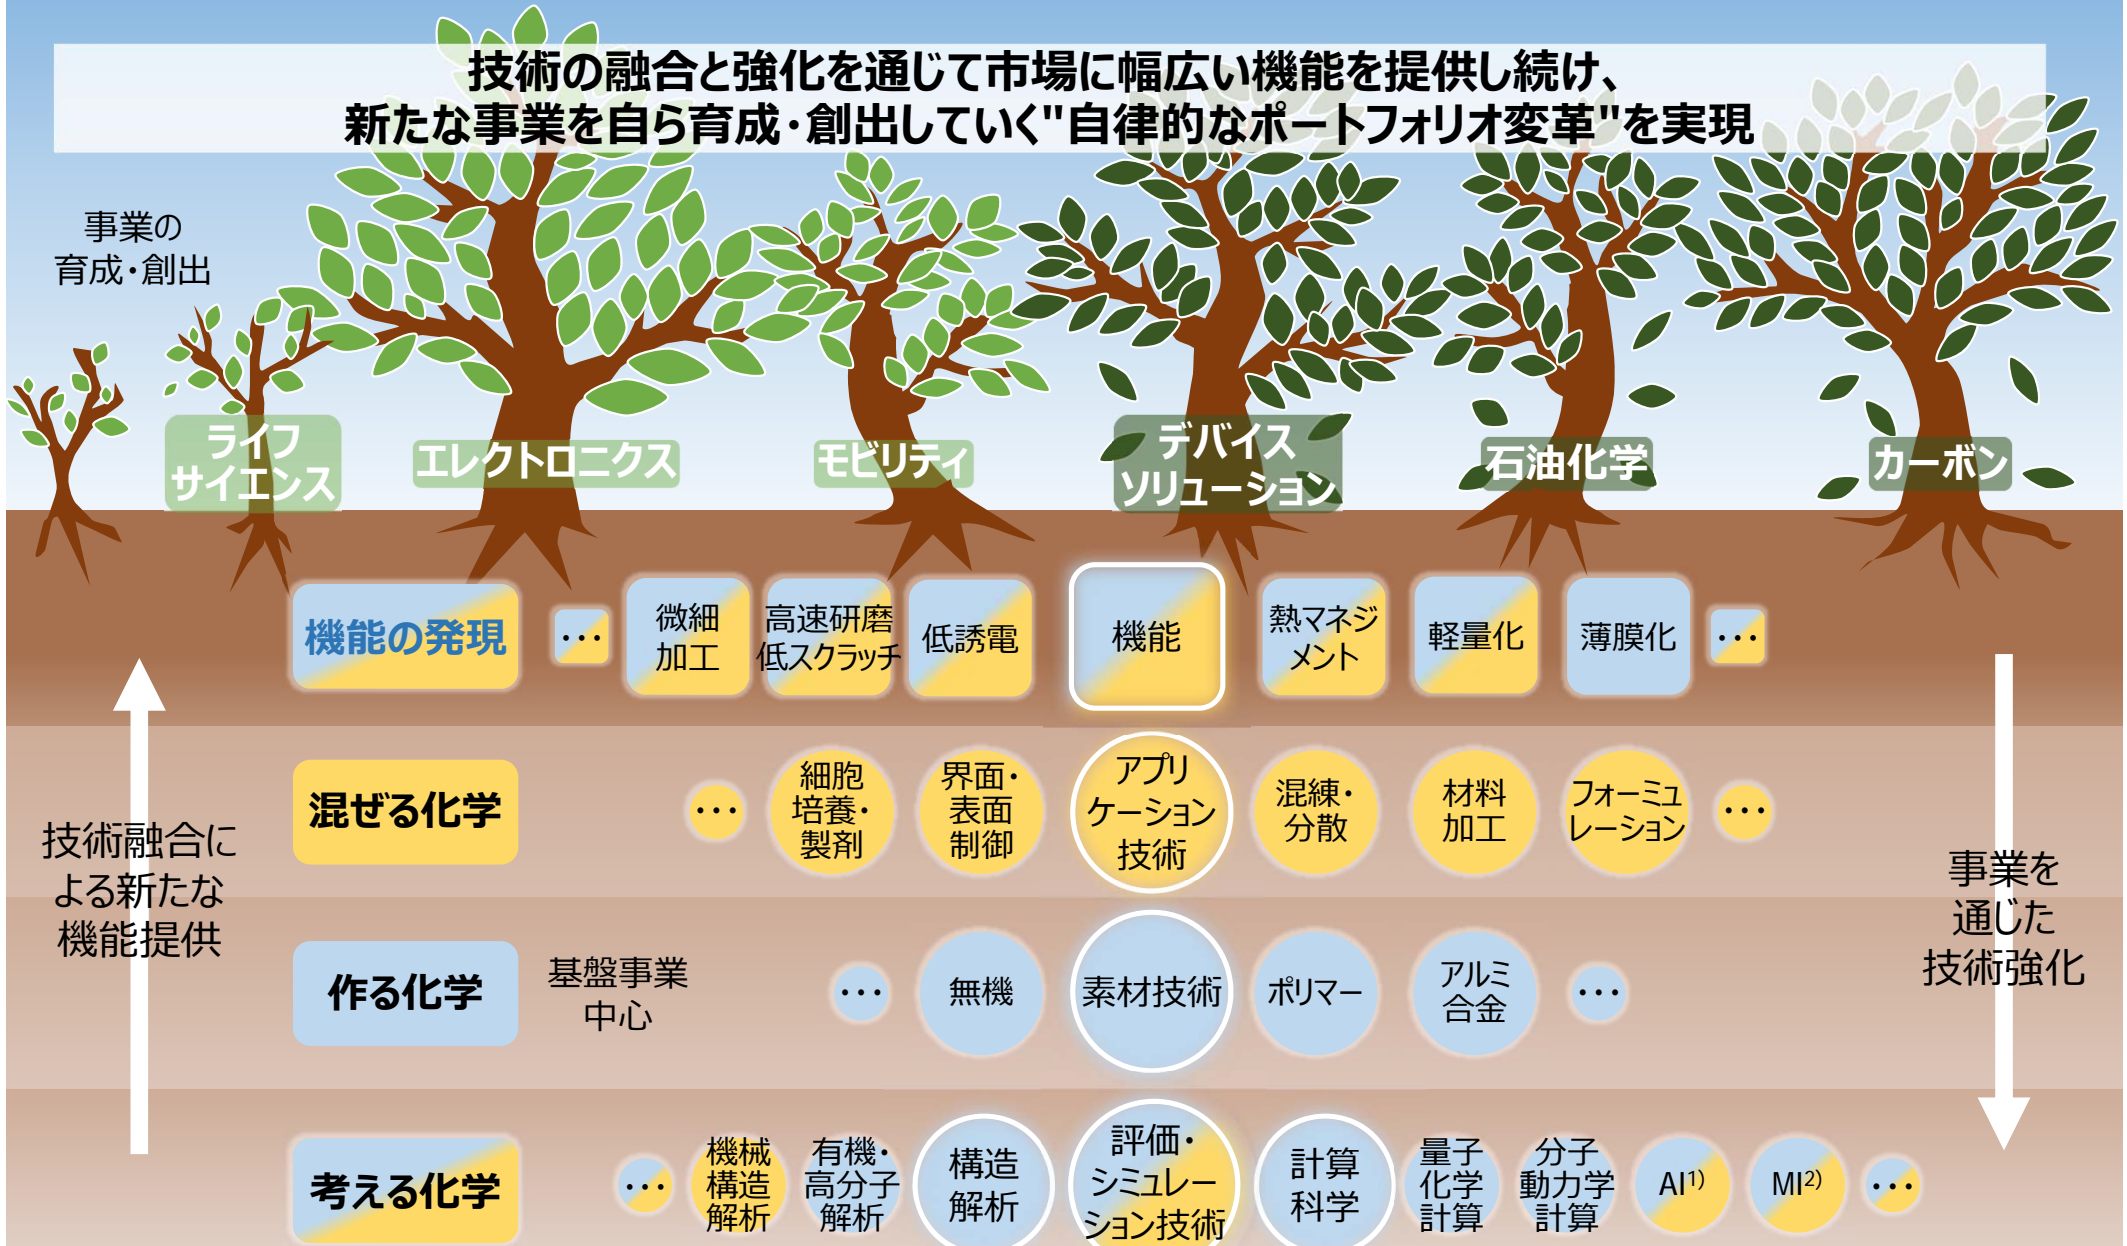 技術の融合と強化を通じて市場に幅広い機能を提供し続け、
新たな事業を自ら育成・創出していく"自律的なポートフォリオ変革"を実現
事業の
育成・創出
ライフ
サイエンス
エレクトロニクス
モビリティ
デバイス
ソリューション
石油化学
カーボン
機能の発現
･･･
微細
加工
高速研磨
低スクラッチ
低誘電
機能
熱マネジ
メント
軽量化
薄膜化
･･･
混ぜる化学
･･･
細胞
培養・
製剤
界面・
表面
制御
アプリ
ケーション
技術
混練・
分散
材料
加工
フォーミュ
レーション
･･･
技術融合に
よる新たな
機能提供
事業を
通じた
技術強化
作る化学
基盤事業
中心
･･･
無機
素材技術
ポリマー
アルミ
合金
･･･
考える化学
･･･
機械
構造
解析
有機・
高分子
解析
構造
解析
評価・
シミュレー
ション技術
計算
科学
量子
化学
計算
分子
動力学
計算
AI1)
MI2)
･･･